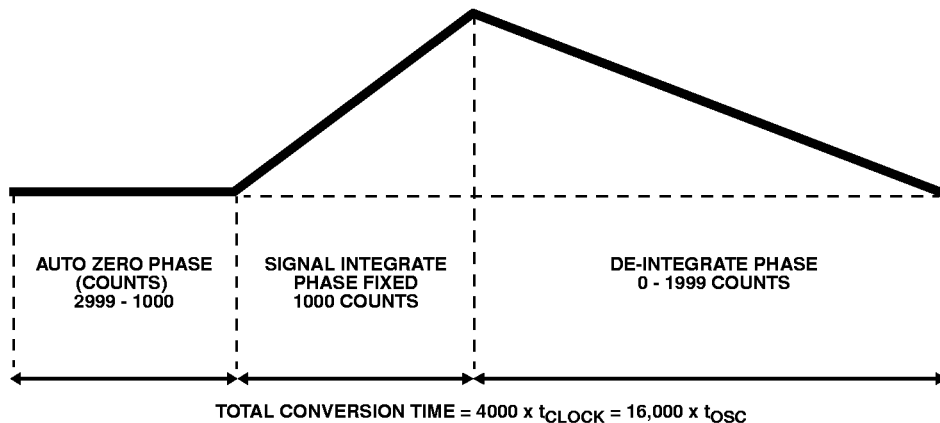 AUTO ZERO PHASE
(COUNTS)
2999 - 1000
SIGNAL INTEGRATE
PHASE FIXED
1000 COUNTS
DE-INTEGRATE PHASE
0 - 1999 COUNTS
TOTAL CONVERSION TIME = 4000 x tCLOCK = 16,000 x tOSC